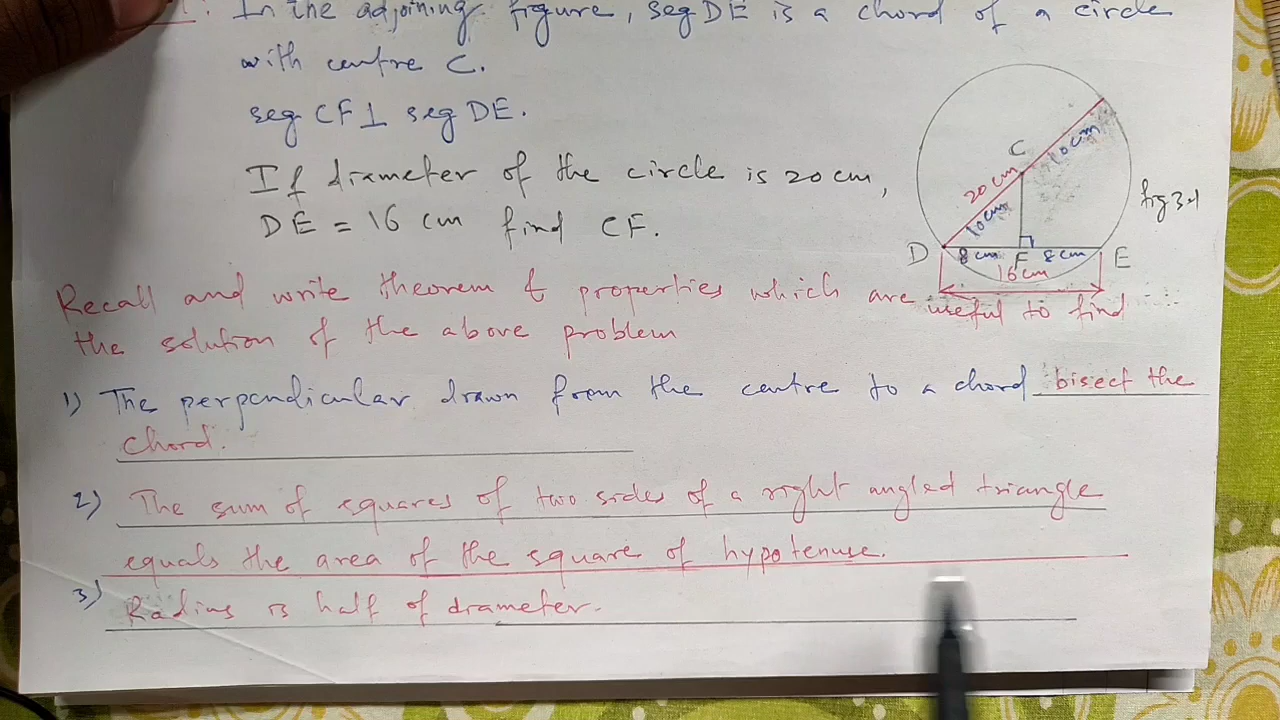 1. In the adjoining figure, seg DE is a chord of a circle
with centre C.
seg CF ⊥ seg DE.
If diameter of the circle is 20 cm,
DE = 16 cm find CF.
C
10cm
20 cm
10cm
fig 3.1
D 8 cm F 8 cm E
16 cm
Recall and write theorem & properties which are useful to find
the solution of the above problem
1) The perpendicular drawn from the centre to a chord bisect the
chord.
2) The sum of squares of two sides of a right angled triangle
equals the area of the square of hypotenuse.
3) Radius is half of diameter.